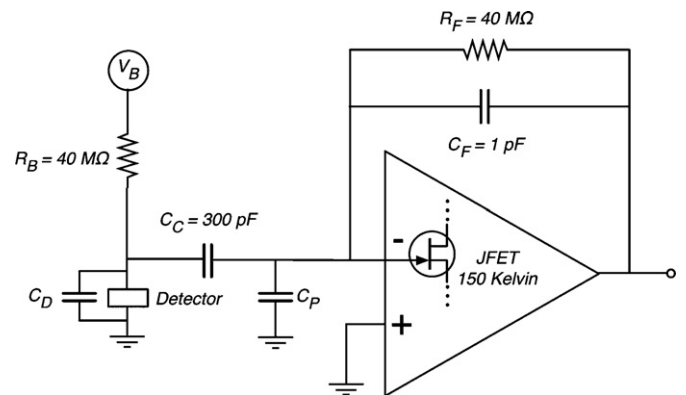 R_F = 40 MΩ
V_B
C_F = 1 pF
R_B = 40 MΩ
C_C = 300 pF
-
JFET
150 Kelvin
C_D
Detector
C_P
+